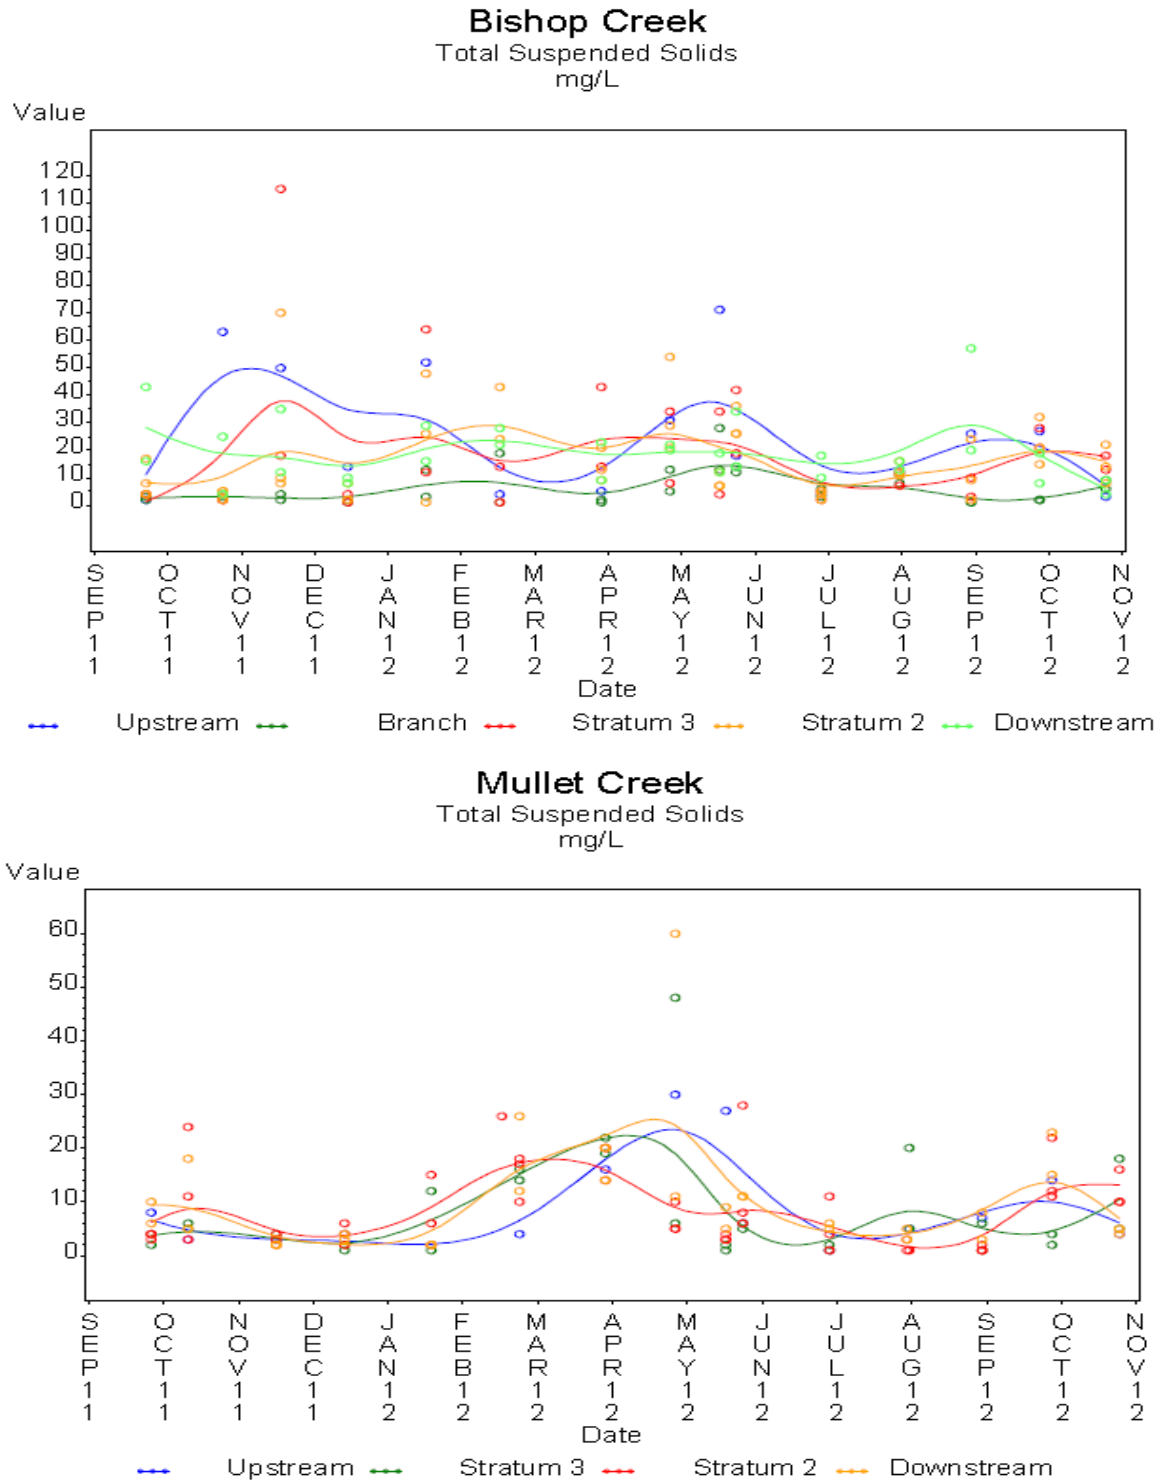 Bishop Creek
Total Suspended Solids
mg/L
Value
120
110
100
90
80
70
60
50
40
30
20
10
0
SEP11 OCT11 NOV11 DEC11 JAN12 FEB12 MAR12 APR12 MAY12 JUN12 JUL12 AUG12 SEP12 OCT12 NOV12
Date
Upstream Branch Stratum 3 Stratum 2 Downstream
Mullet Creek
Total Suspended Solids
mg/L
Value
60
50
40
30
20
10
0
SEP11 OCT11 NOV11 DEC11 JAN12 FEB12 MAR12 APR12 MAY12 JUN12 JUL12 AUG12 SEP12 OCT12 NOV12
Date
Upstream Stratum 3 Stratum 2 Downstream